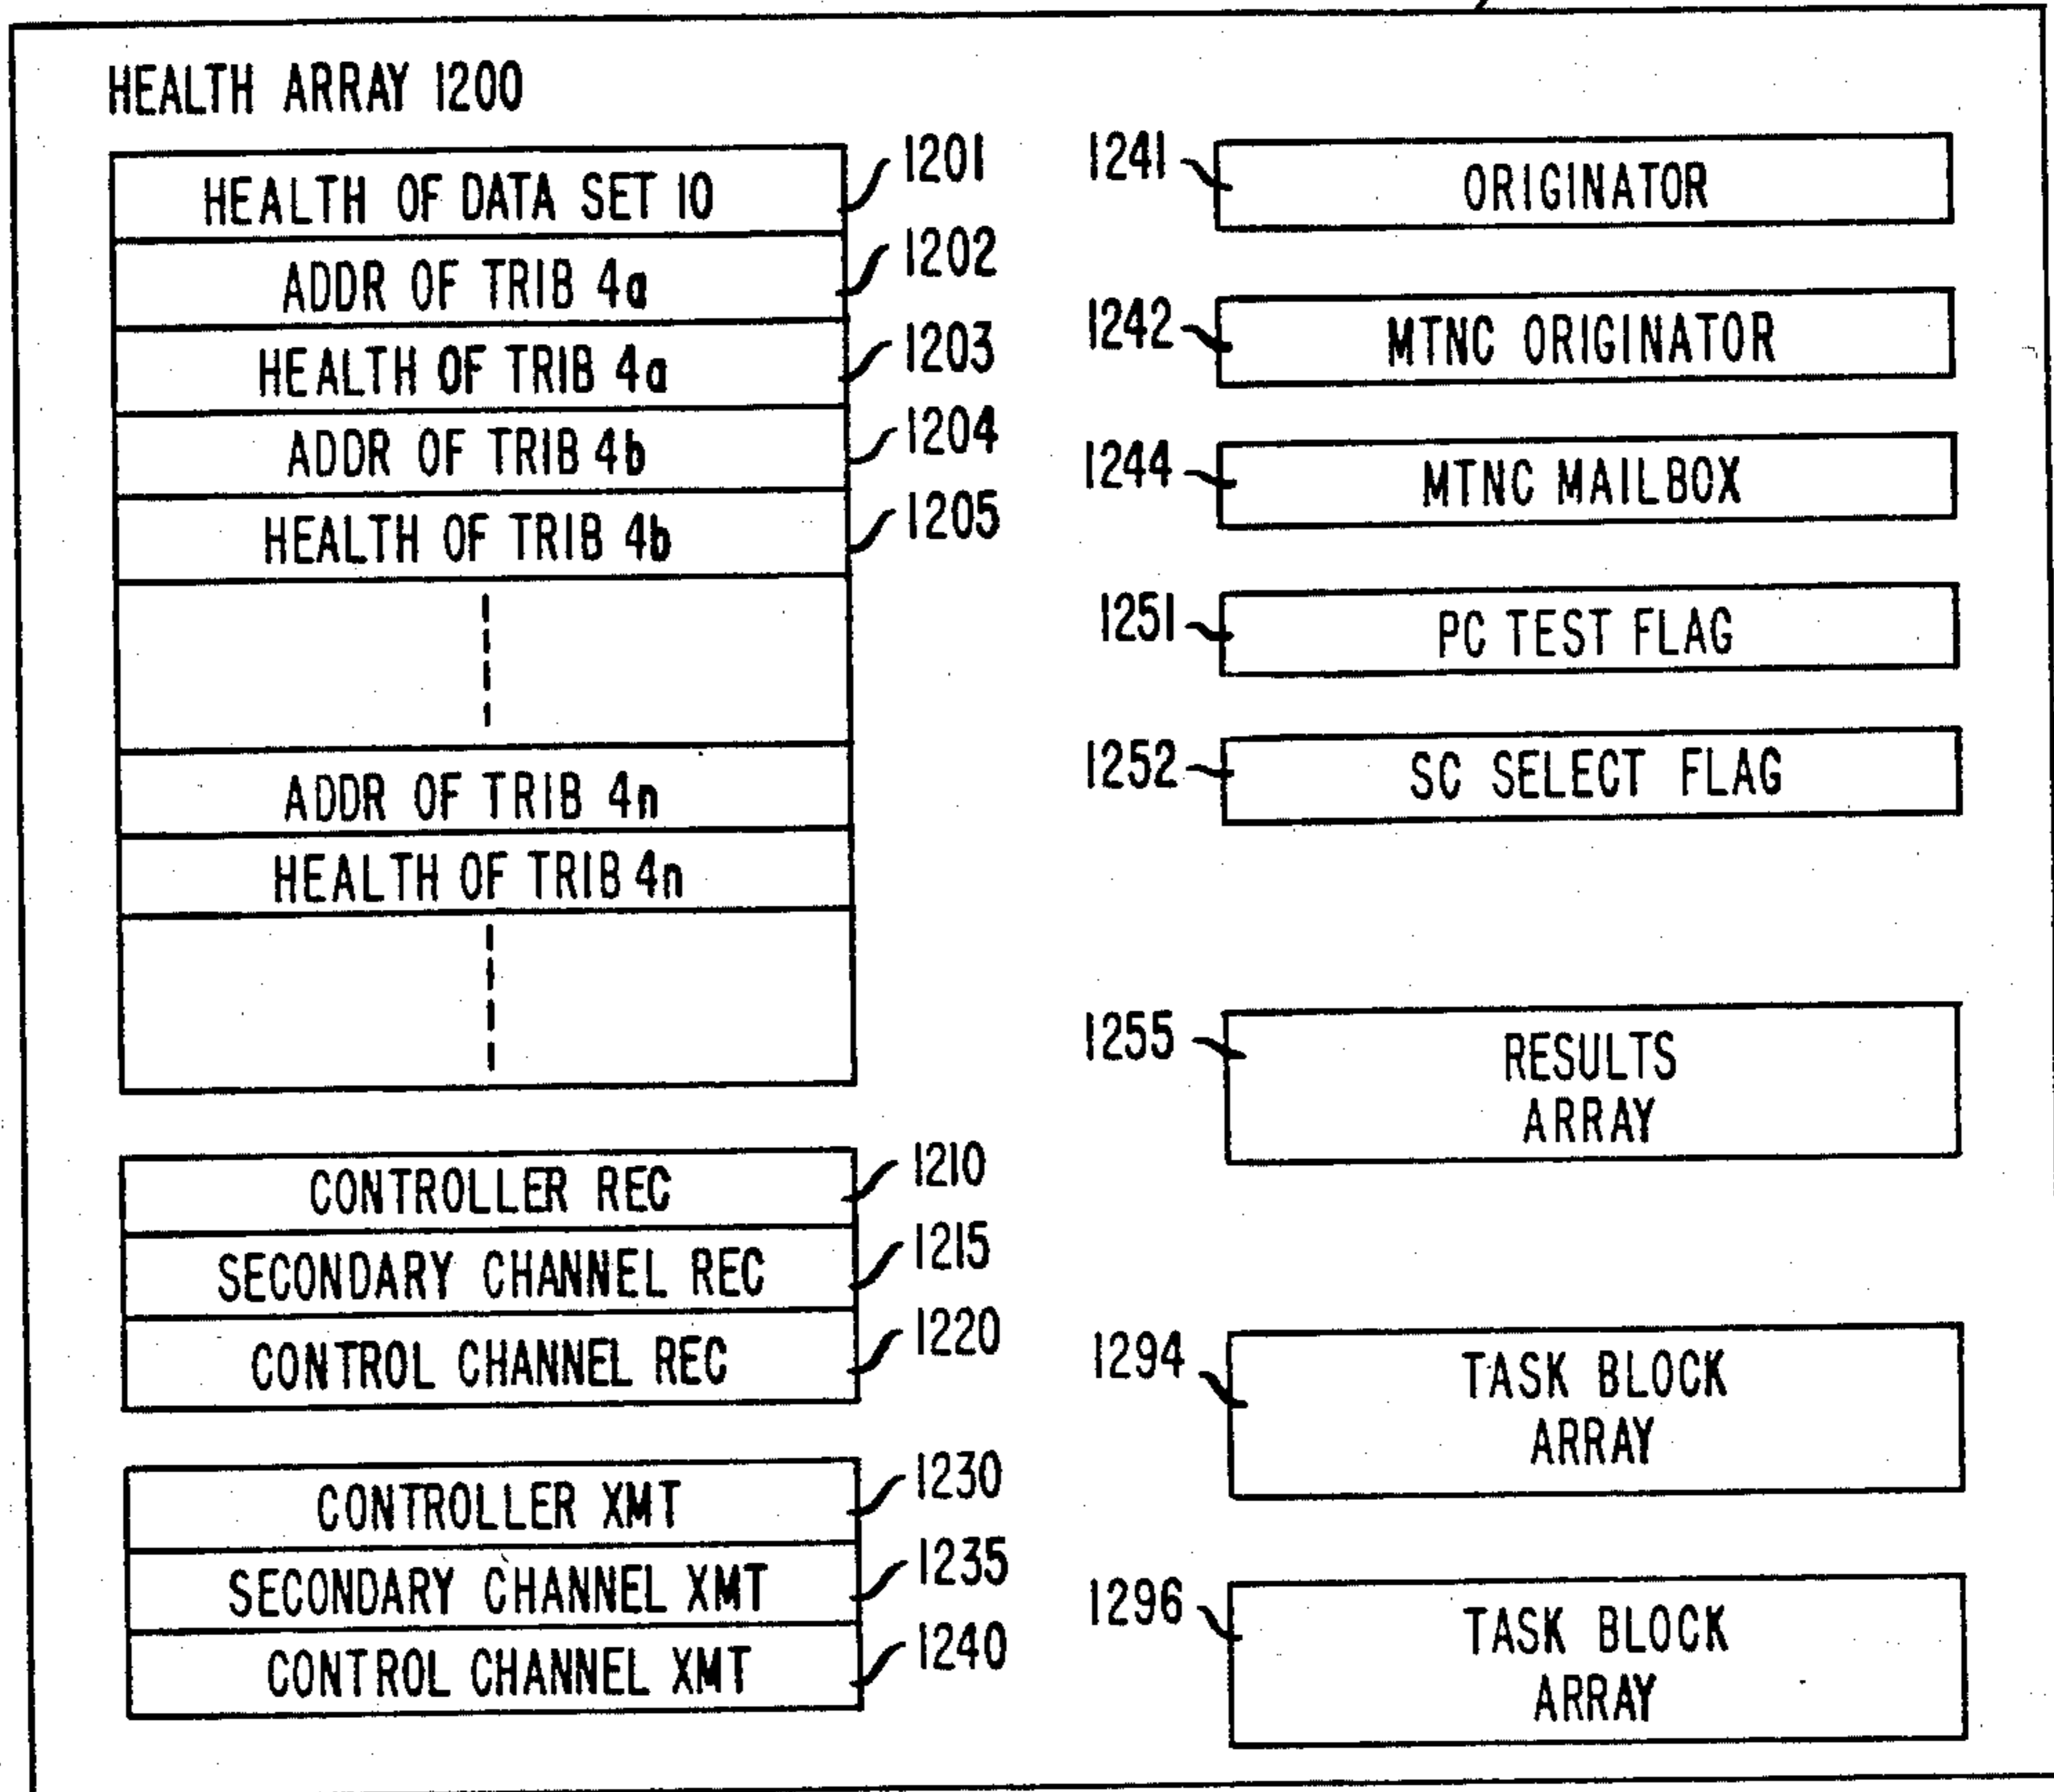 HEALTH ARRAY 1200
HEALTH OF DATA SET 10
1201
ADDR OF TRIB 4a
1202
HEALTH OF TRIB 4a
1203
ADDR OF TRIB 4b
1204
HEALTH OF TRIB 4b
1205
ADDR OF TRIB 4n
HEALTH OF TRIB 4n
CONTROLLER REC
1210
SECONDARY CHANNEL REC
1215
CONTROL CHANNEL REC
1220
CONTROLLER XMT
1230
SECONDARY CHANNEL XMT
1235
CONTROL CHANNEL XMT
1240
1241
ORIGINATOR
1242
MTNC ORIGINATOR
1244
MTNC MAILBOX
1251
PC TEST FLAG
1252
SC SELECT FLAG
1255
RESULTS
ARRAY
1294
TASK BLOCK
ARRAY
1296
TASK BLOCK
ARRAY